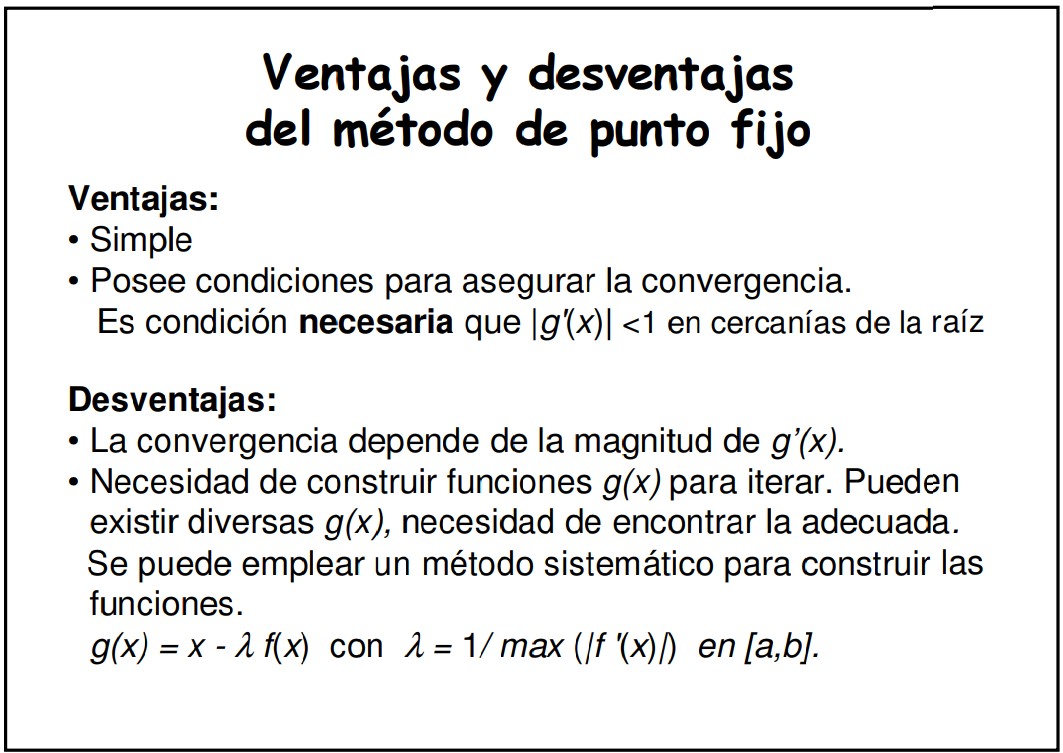 Ventajas y desventajas
del método de punto fijo
Ventajas:
• Simple
• Posee condiciones para asegurar la convergencia.
Es condición necesaria que |g'(x)| <1 en cercanías de la raíz
Desventajas:
• La convergencia depende de la magnitud de g’(x).
• Necesidad de construir funciones g(x) para iterar. Pueden
existir diversas g(x), necesidad de encontrar la adecuada.
Se puede emplear un método sistemático para construir las
funciones.
g(x) = x - λ f(x) con λ = 1/ max (|f '(x)|) en [a,b].